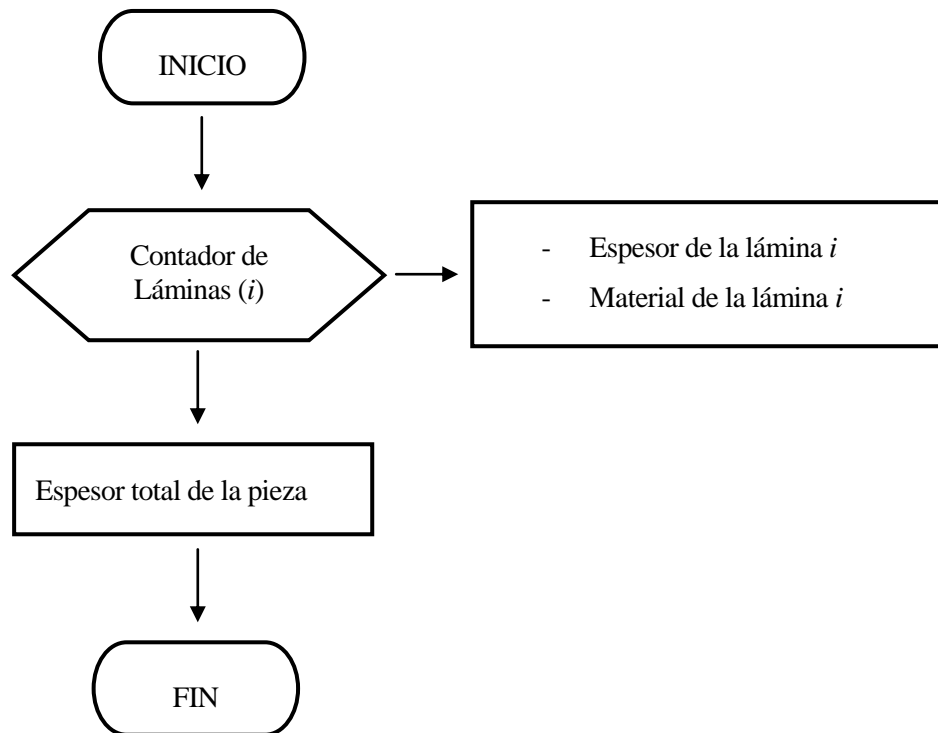 INICIO
Contador de
Láminas (i)
- Espesor de la lámina i
- Material de la lámina i
Espesor total de la pieza
FIN